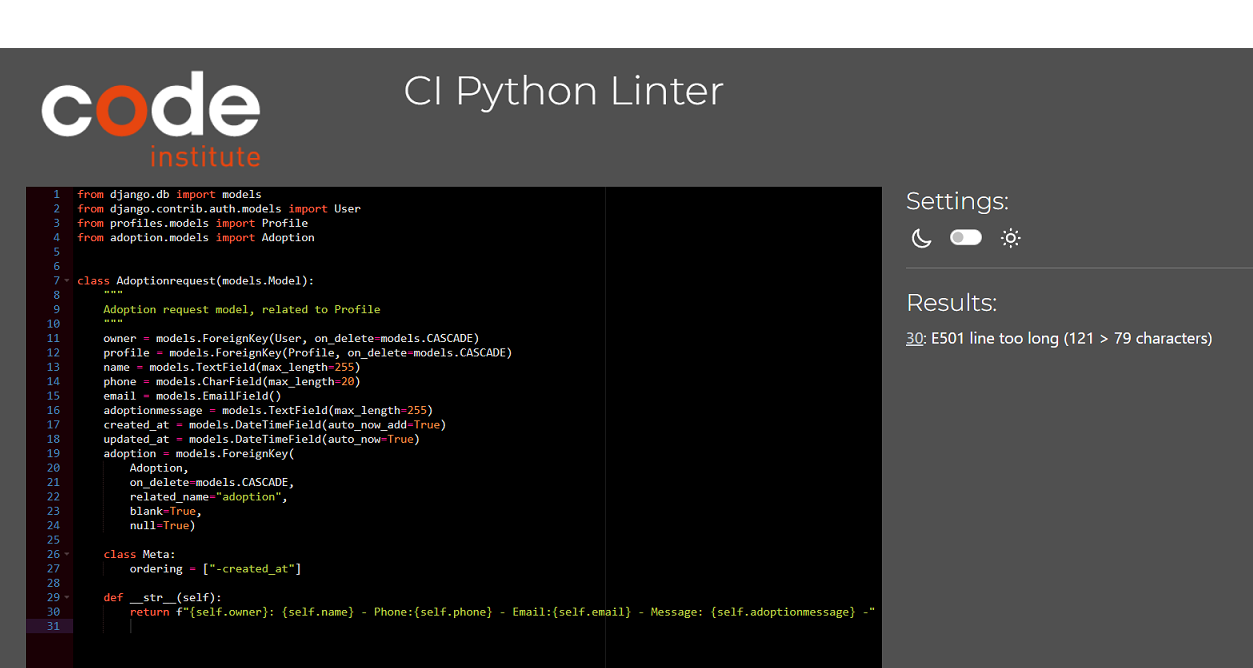 code
institute
CI Python Linter
1 from django.db import models
2 from django.contrib.auth.models import User
3 from profiles.models import Profile
4 from adoption.models import Adoption
5
6
7 class Adoptionrequest(models.Model):
8     """
9     Adoption request model, related to Profile
10     """
11     owner = models.ForeignKey(User, on_delete=models.CASCADE)
12     profile = models.ForeignKey(Profile, on_delete=models.CASCADE)
13     name = models.TextField(max_length=255)
14     phone = models.CharField(max_length=20)
15     email = models.EmailField()
16     adoptionmessage = models.TextField(max_length=255)
17     created_at = models.DateTimeField(auto_now_add=True)
18     updated_at = models.DateTimeField(auto_now=True)
19     adoption = models.ForeignKey(
20         Adoption,
21         on_delete=models.CASCADE,
22         related_name="adoption",
23         blank=True,
24         null=True)
25
26     class Meta:
27         ordering = ["-created_at"]
28
29     def __str__(self):
30         return f"{self.owner}: {self.name} - Phone:{self.phone} - Email:{self.email} - Message: {self.adoptionmessage} -"
31
Settings:
Results:
30: E501 line too long (121 > 79 characters)